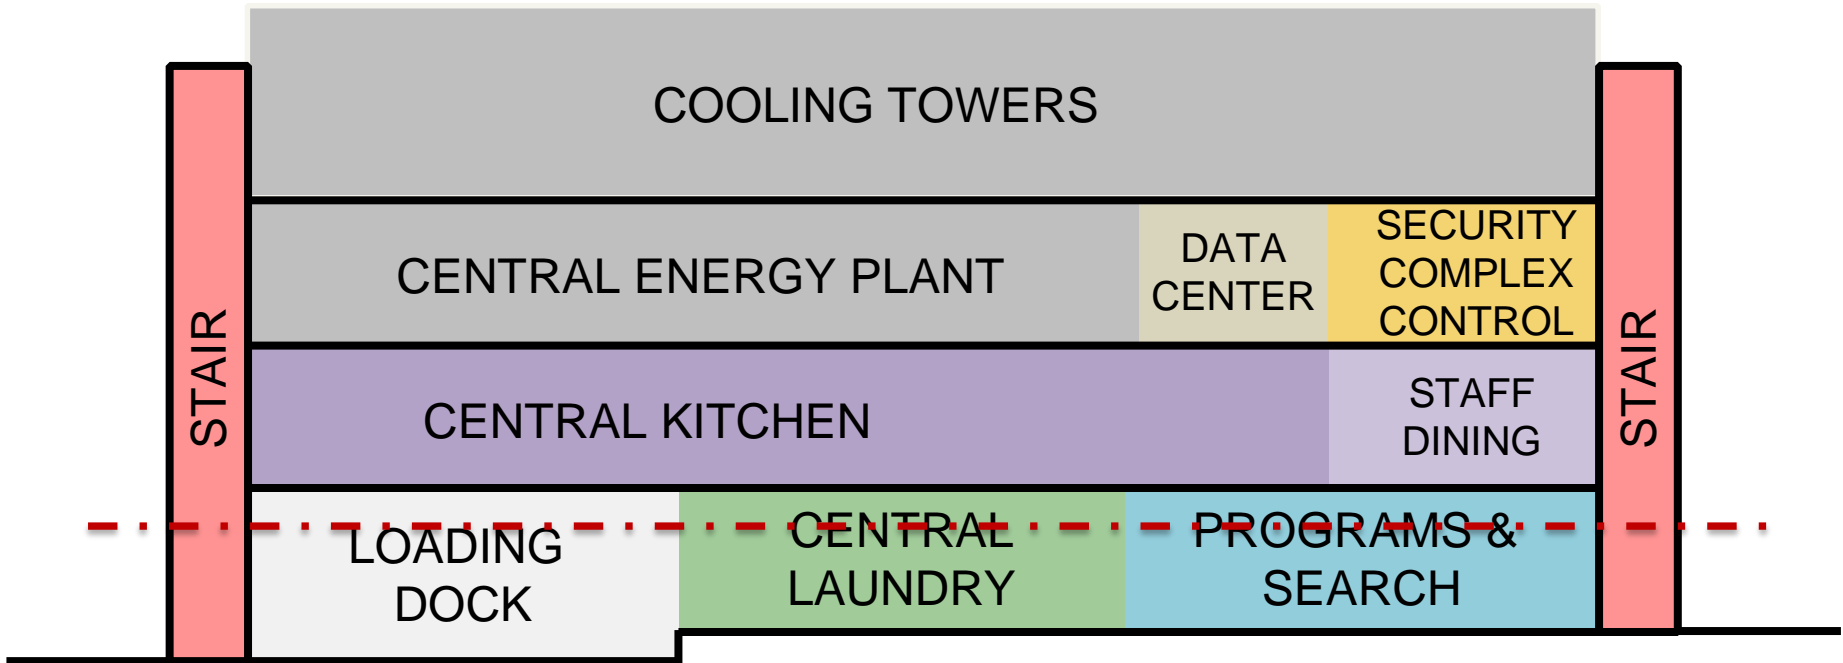 COOLING TOWERS
CENTRAL ENERGY PLANT
DATA
CENTER
SECURITY
COMPLEX
CONTROL
STAIR
CENTRAL KITCHEN
STAFF
DINING
STAIR
LOADING
DOCK
CENTRAL
LAUNDRY
PROGRAMS &
SEARCH